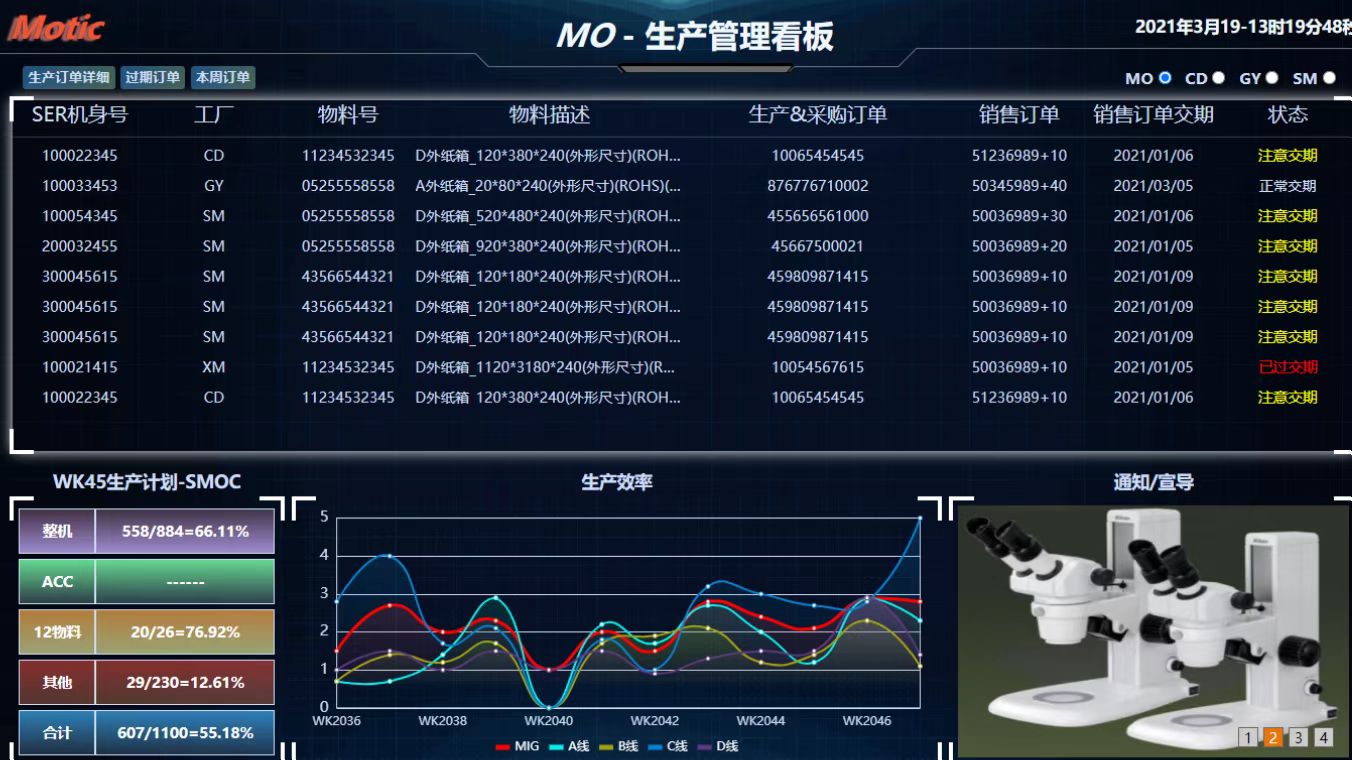 Motic
MO - 生产管理看板
2021年3月19-13时19分48秒
生产订单详细 过期订单 本周订单
MO CD GY SM
SER机身号 工厂 物料号 物料描述 生产&采购订单 销售订单 销售订单交期 状态
100022345 CD 11234532345 D外纸箱_120*380*240(外形尺寸)(ROH... 10065454545 51236989+10 2021/01/06 注意交期
100033453 GY 05255558558 A外纸箱_20*80*240(外形尺寸)(ROHS)(... 876776710002 50345989+40 2021/03/05 正常交期
100054345 SM 05255558558 D外纸箱_520*480*240(外形尺寸)(ROH... 455656561000 50036989+30 2021/01/06 注意交期
200032455 SM 05255558558 D外纸箱_920*380*240(外形尺寸)(ROH... 45667500021 50036989+20 2021/01/05 注意交期
300045615 SM 43566544321 D外纸箱_120*180*240(外形尺寸)(ROH... 459809871415 50036989+10 2021/01/09 注意交期
300045615 SM 43566544321 D外纸箱_120*180*240(外形尺寸)(ROH... 459809871415 50036989+10 2021/01/09 注意交期
300045615 SM 43566544321 D外纸箱_120*180*240(外形尺寸)(ROH... 459809871415 50036989+10 2021/01/09 注意交期
100021415 XM 11234532345 D外纸箱_1120*3180*240(外形尺寸)(R... 10054567615 50036989+10 2021/01/05 已过交期
100022345 CD 11234532345 D外纸箱_120*380*240(外形尺寸)(ROH... 10065454545 51236989+10 2021/01/06 注意交期
WK45生产计划-SMOC
整机 558/884=66.11%
ACC ------
12物料 20/26=76.92%
其他 29/230=12.61%
合计 607/1100=55.18%
生产效率
5
4
3
2
1
0
WK2036 WK2038 WK2040 WK2042 WK2044 WK2046
MIG A线 B线 C线 D线
通知/宣导
1 2 3 4